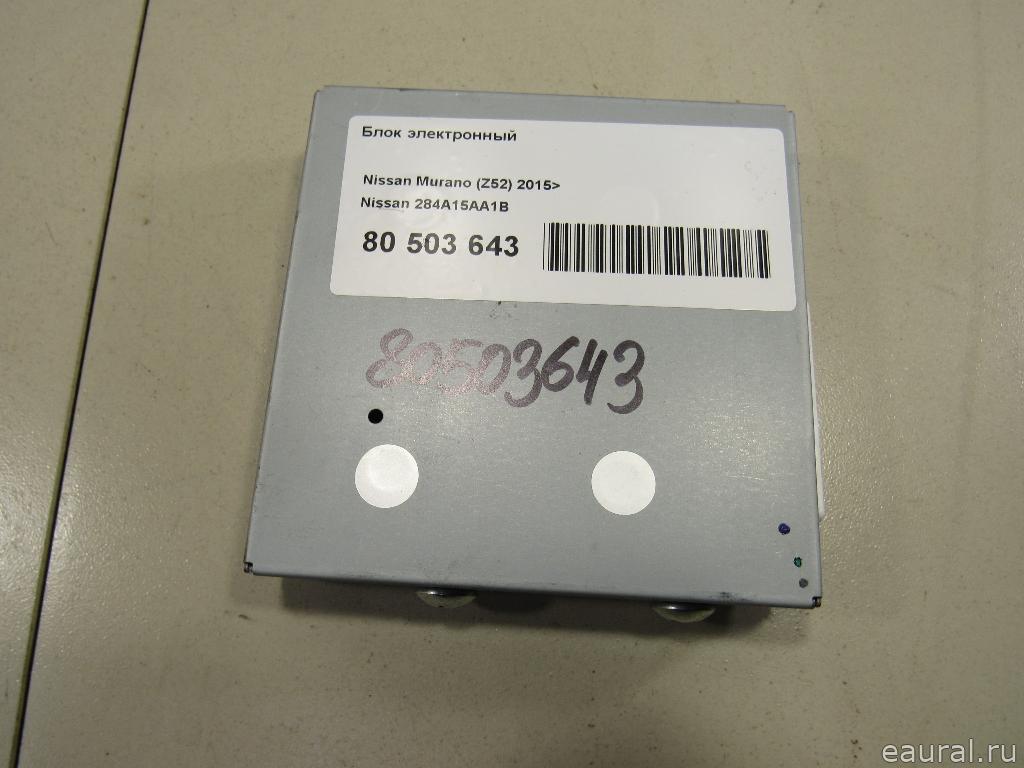 Блок электронный
Nissan Murano (Z52) 2015>
Nissan 284A15AA1B
80 503 643
80503643
eaural.ru